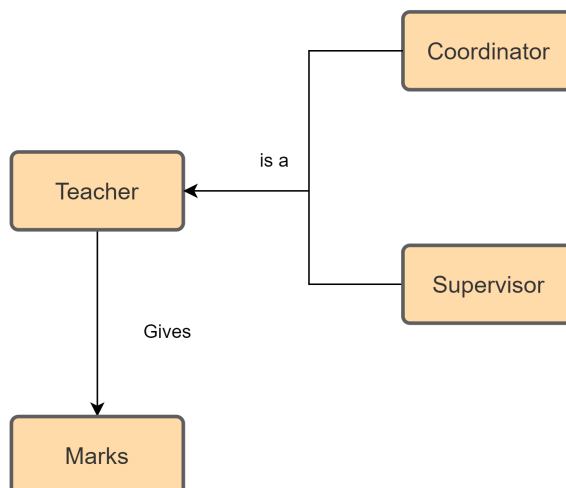 Coordinator
is a
Teacher
Supervisor
Gives
Marks